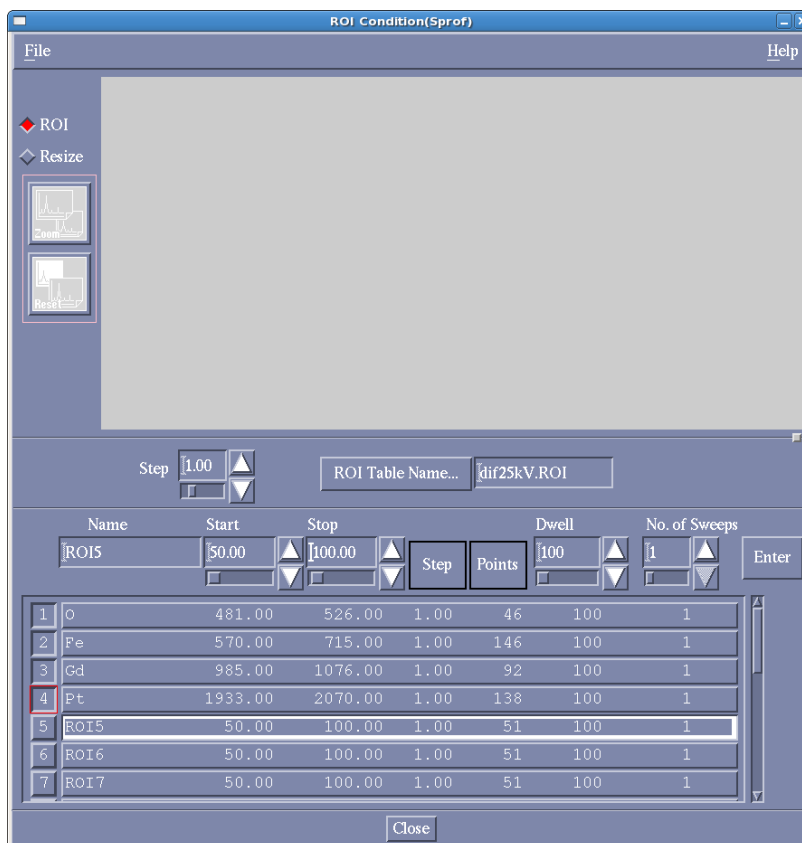 ROI Condition(Sprof)
File Help
ROI
Resize
Zoom
Reset
Step 1.00 ROI Table Name... dif25kV.ROI
Name Start Stop Dwell No. of Sweeps
ROI5 50.00 100.00 Step Points 100 1 Enter
1 O 481.00 526.00 1.00 46 100 1
2 Fe 570.00 715.00 1.00 146 100 1
3 Gd 985.00 1076.00 1.00 92 100 1
4 Pt 1933.00 2070.00 1.00 138 100 1
5 ROI5 50.00 100.00 1.00 51 100 1
6 ROI6 50.00 100.00 1.00 51 100 1
7 ROI7 50.00 100.00 1.00 51 100 1
Close